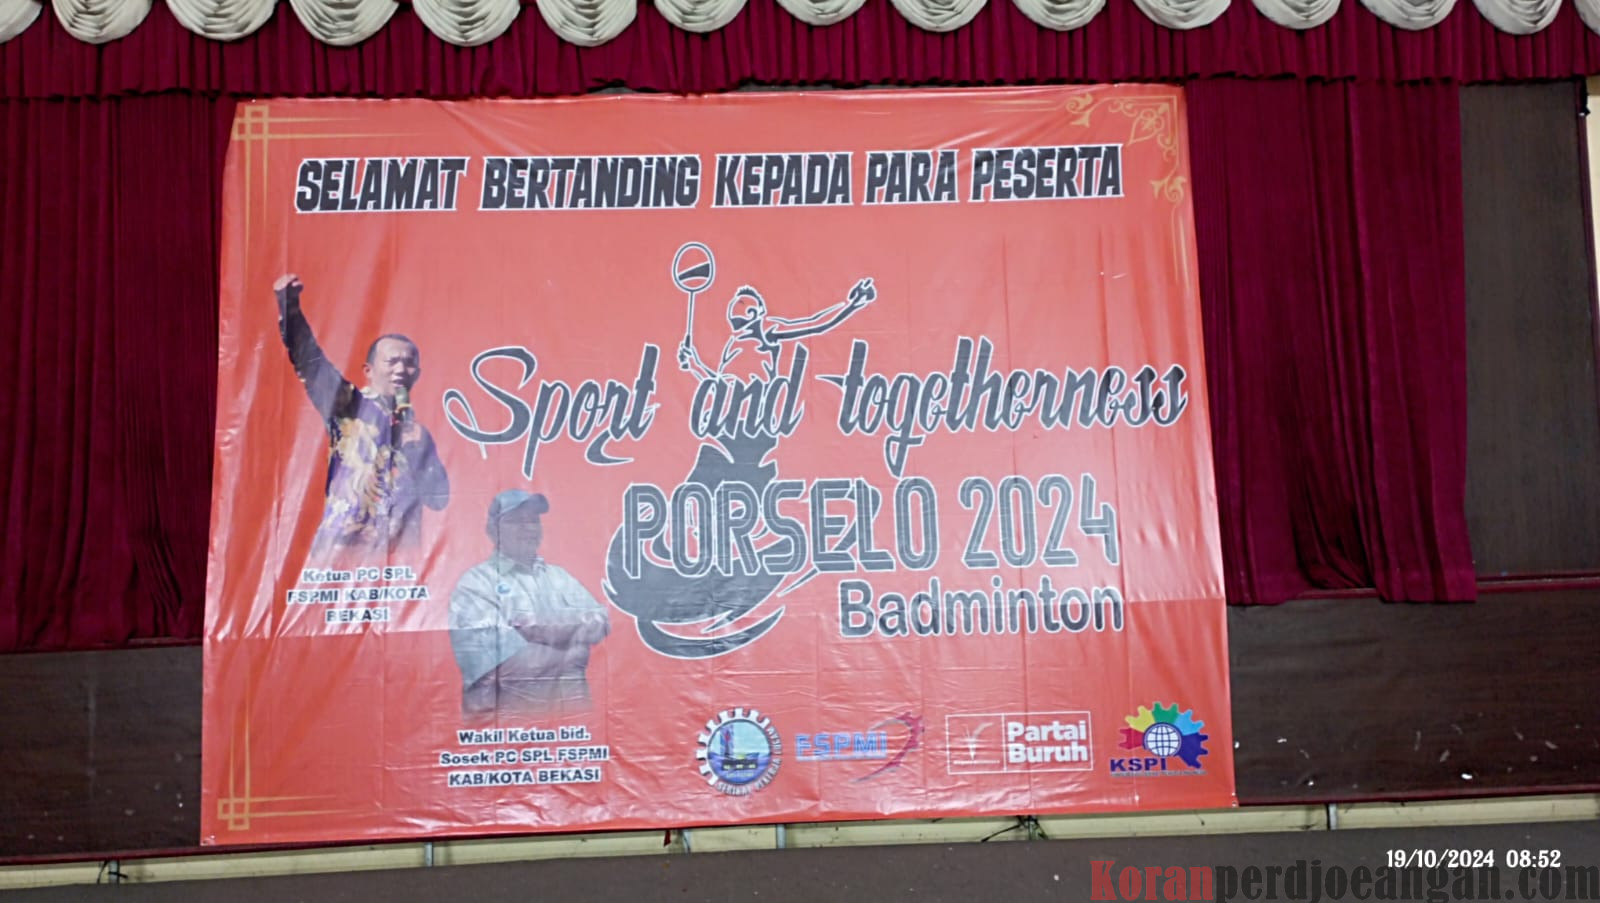 SELAMAT BERTANDiNG KEPADA PARA PESERTA
Sport and togetherness
PORSELO 2024
Badminton
Ketua PC SPL
FSPMI KAB/KOTA
BEKASI
Wakil Ketua bid.
Sosek PC SPL FSPMI
KAB/KOTA BEKASI
FSPMI
Partai
Buruh
KSPI
19/10/2024 08:52
Koranperdjoeangan.com